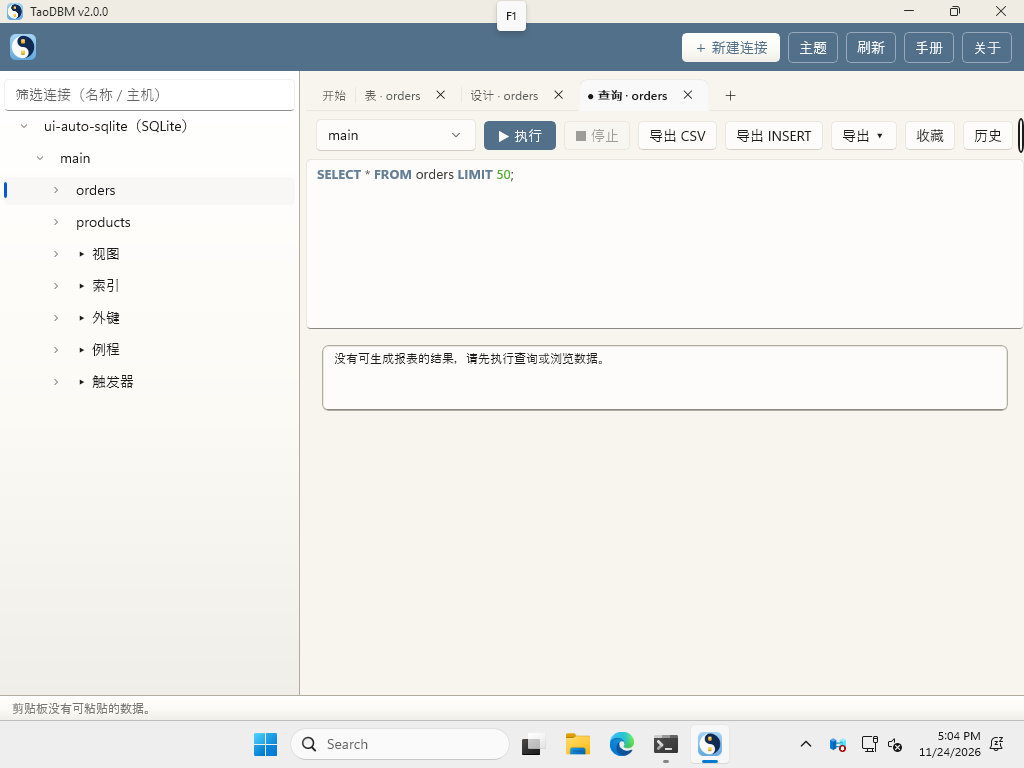 TaoDBM v2.0.0
F1
+ 新建连接 主题 刷新 手册 关于
筛选连接（名称 / 主机）
ui-auto-sqlite（SQLite）
main
orders
products
视图
索引
外键
例程
触发器
开始 表 · orders 设计 · orders ● 查询 · orders
main 执行 停止 导出 CSV 导出 INSERT 导出 ▾ 收藏 历史
SELECT * FROM orders LIMIT 50;
没有可生成报表的结果，请先执行查询或浏览数据。
剪贴板没有可粘贴的数据。
Search
5:04 PM
11/24/2026